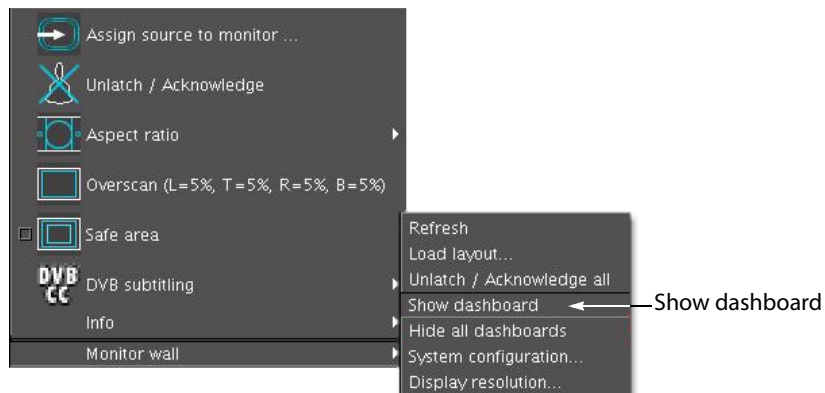 Assign source to monitor ...
Unlatch / Acknowledge
Aspect ratio
Overscan (L=5%, T=5%, R=5%, B=5%)
Safe area
DVB
CC
DVB subtitling
Info
Monitor wall
Refresh
Load layout...
Unlatch / Acknowledge all
Show dashboard
Hide all dashboards
System configuration...
Display resolution...
Show dashboard